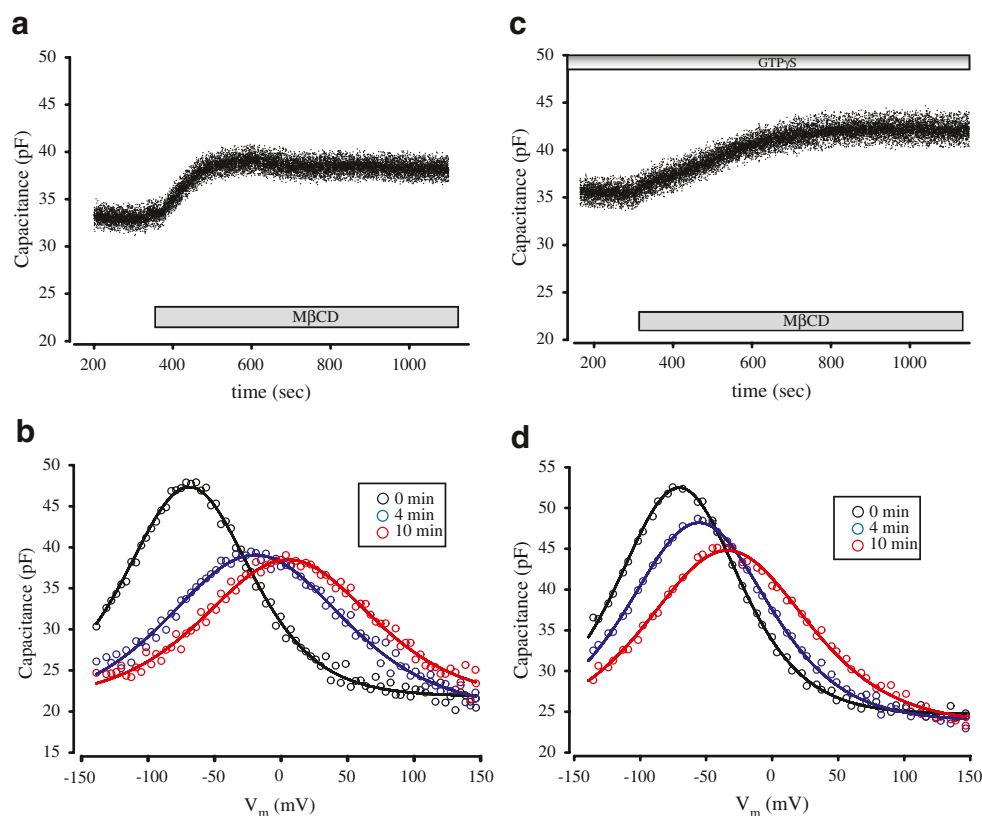 a
50
45
40
35
30
25
20
Capacitance (pF)
MβCD
200 400 600 800 1000
time (sec)
c
50
45
40
35
30
25
20
Capacitance (pF)
GTPγS
MβCD
200 400 600 800 1000
time (sec)
b
50
45
40
35
30
25
20
15
Capacitance (pF)
0 min
4 min
10 min
-150 -100 -50 0 50 100 150
Vm (mV)
d
55
50
45
40
35
30
25
20
Capacitance (pF)
0 min
4 min
10 min
-150 -100 -50 0 50 100 150
Vm (mV)